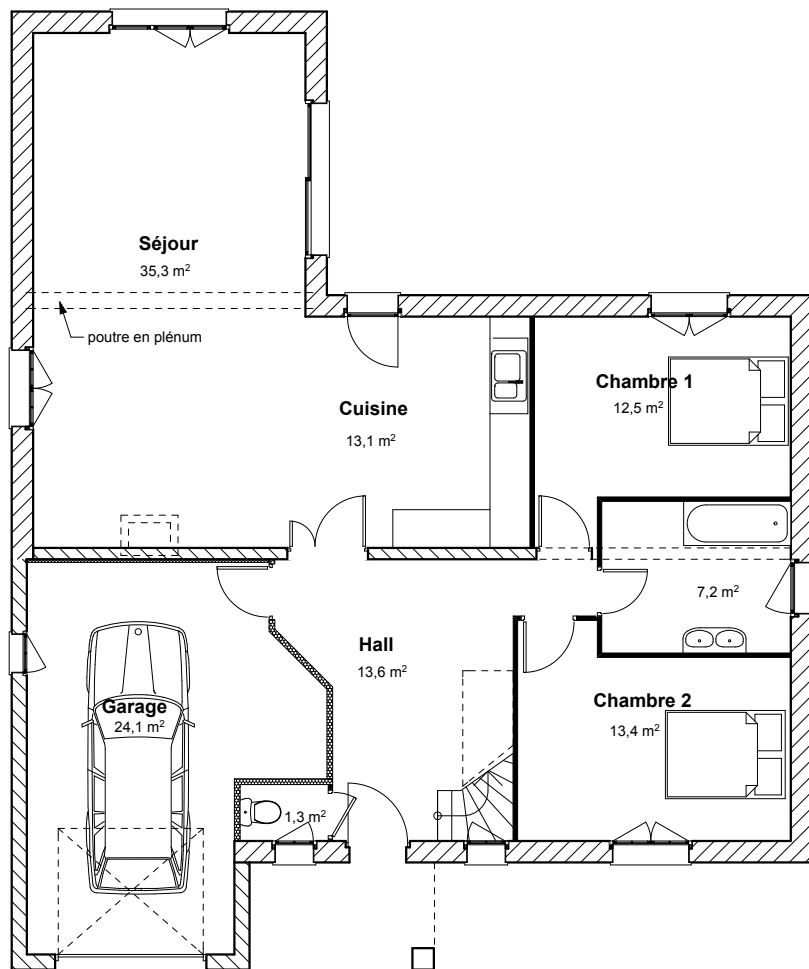 Séjour
35,3 m²
poutre en plénum
Chambre 1
12,5 m²
Cuisine
13,1 m²
7,2 m²
Hall
13,6 m²
Chambre 2
13,4 m²
Garage
24,1 m²
1,3 m²